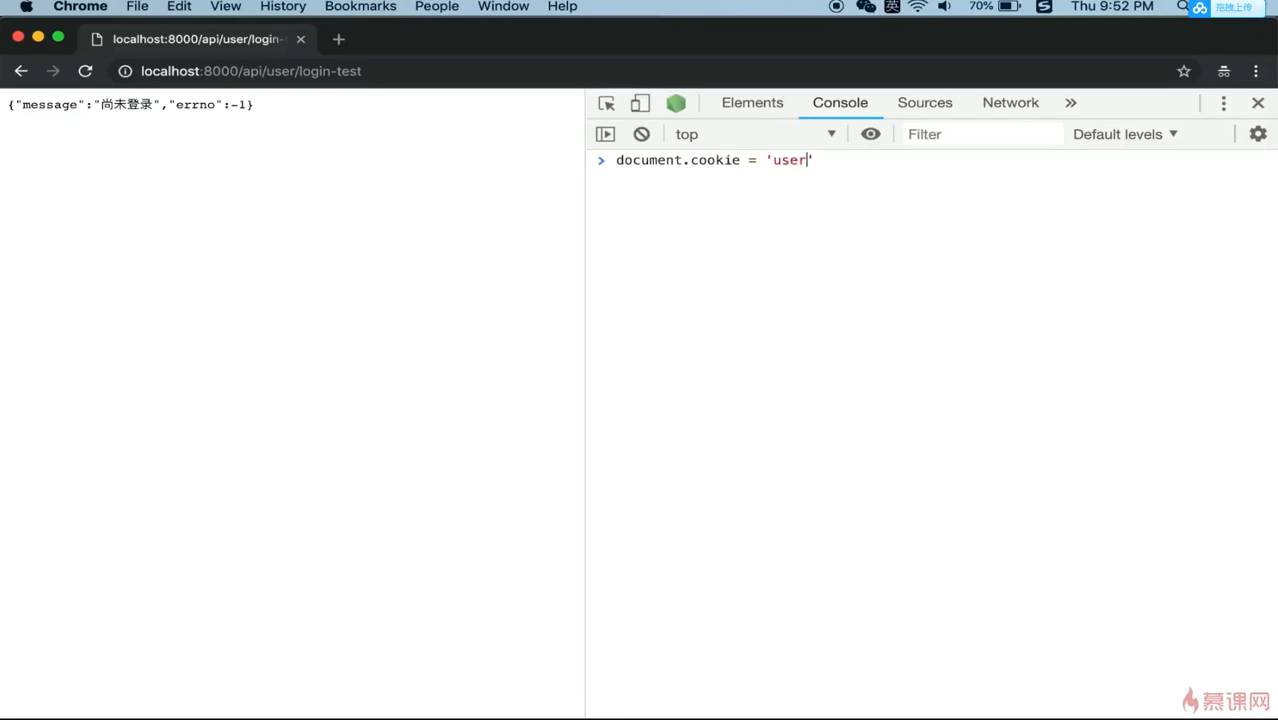 Chrome File Edit View History Bookmarks People Window Help 英 70% Thu 9:52 PM 拖拽上传
localhost:8000/api/user/login-
localhost:8000/api/user/login-test
{"message":"尚未登录","errno":-1}
Elements Console Sources Network
top Filter Default levels
document.cookie = 'user'
慕课网